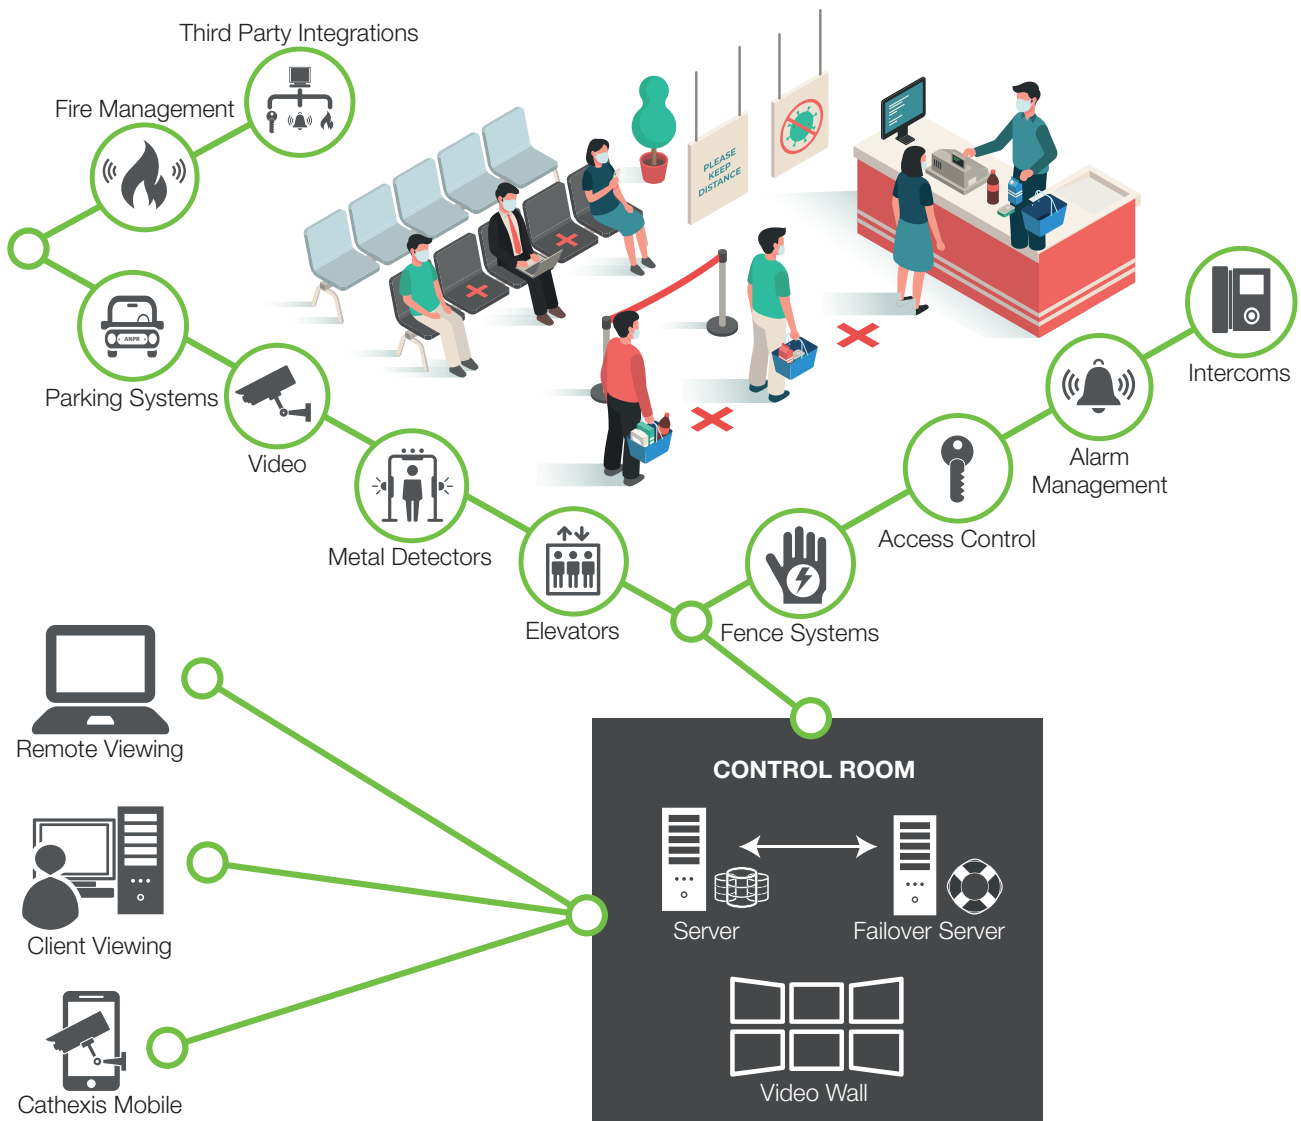 Third Party Integrations
Fire Management
PLEASE
KEEP
DISTANCE
ANPR
Parking Systems
Video
Metal Detectors
Elevators
Fence Systems
Access Control
Alarm
Management
Intercoms
Remote Viewing
Client Viewing
Cathexis Mobile
CONTROL ROOM
Server
Failover Server
Video Wall